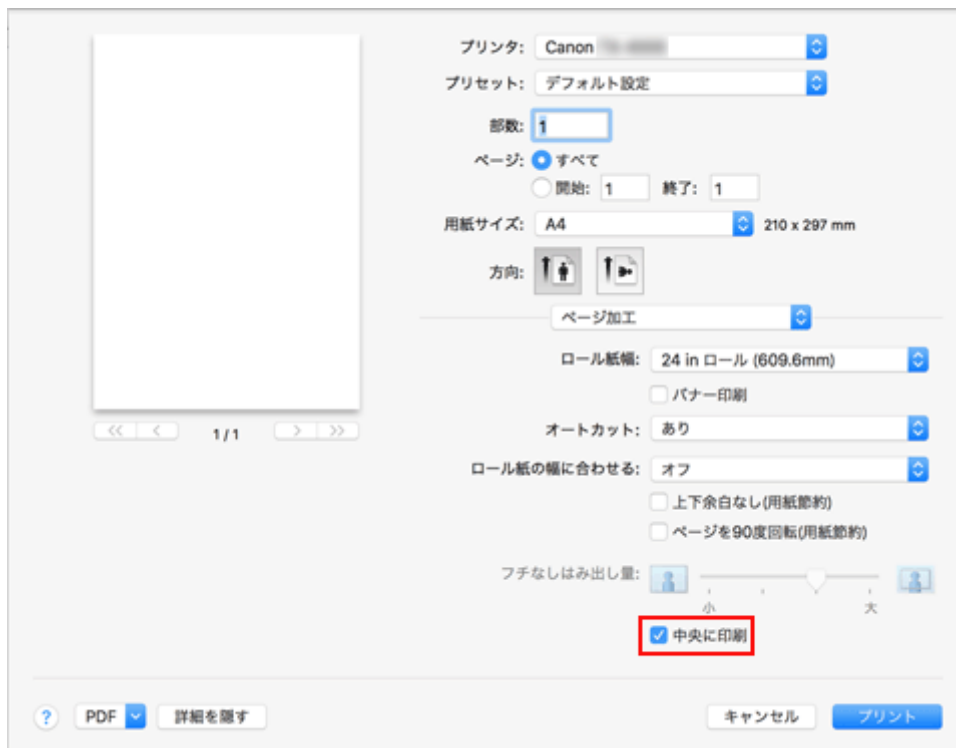 プリンタ: Canon
プリセット: デフォルト設定
部数: 1
ページ: すべて
開始: 1 終了: 1
用紙サイズ: A4 210 x 297 mm
方向:
ページ加工
ロール紙幅: 24 in ロール (609.6mm)
バナー印刷
<< < 1 / 1 > >>
オートカット: あり
ロール紙の幅に合わせる: オフ
上下余白なし(用紙節約)
ページを90度回転(用紙節約)
フチなしはみ出し量:
小 大
中央に印刷
? PDF 詳細を隠す キャンセル プリント